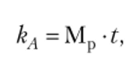 k_A = M_p · t,